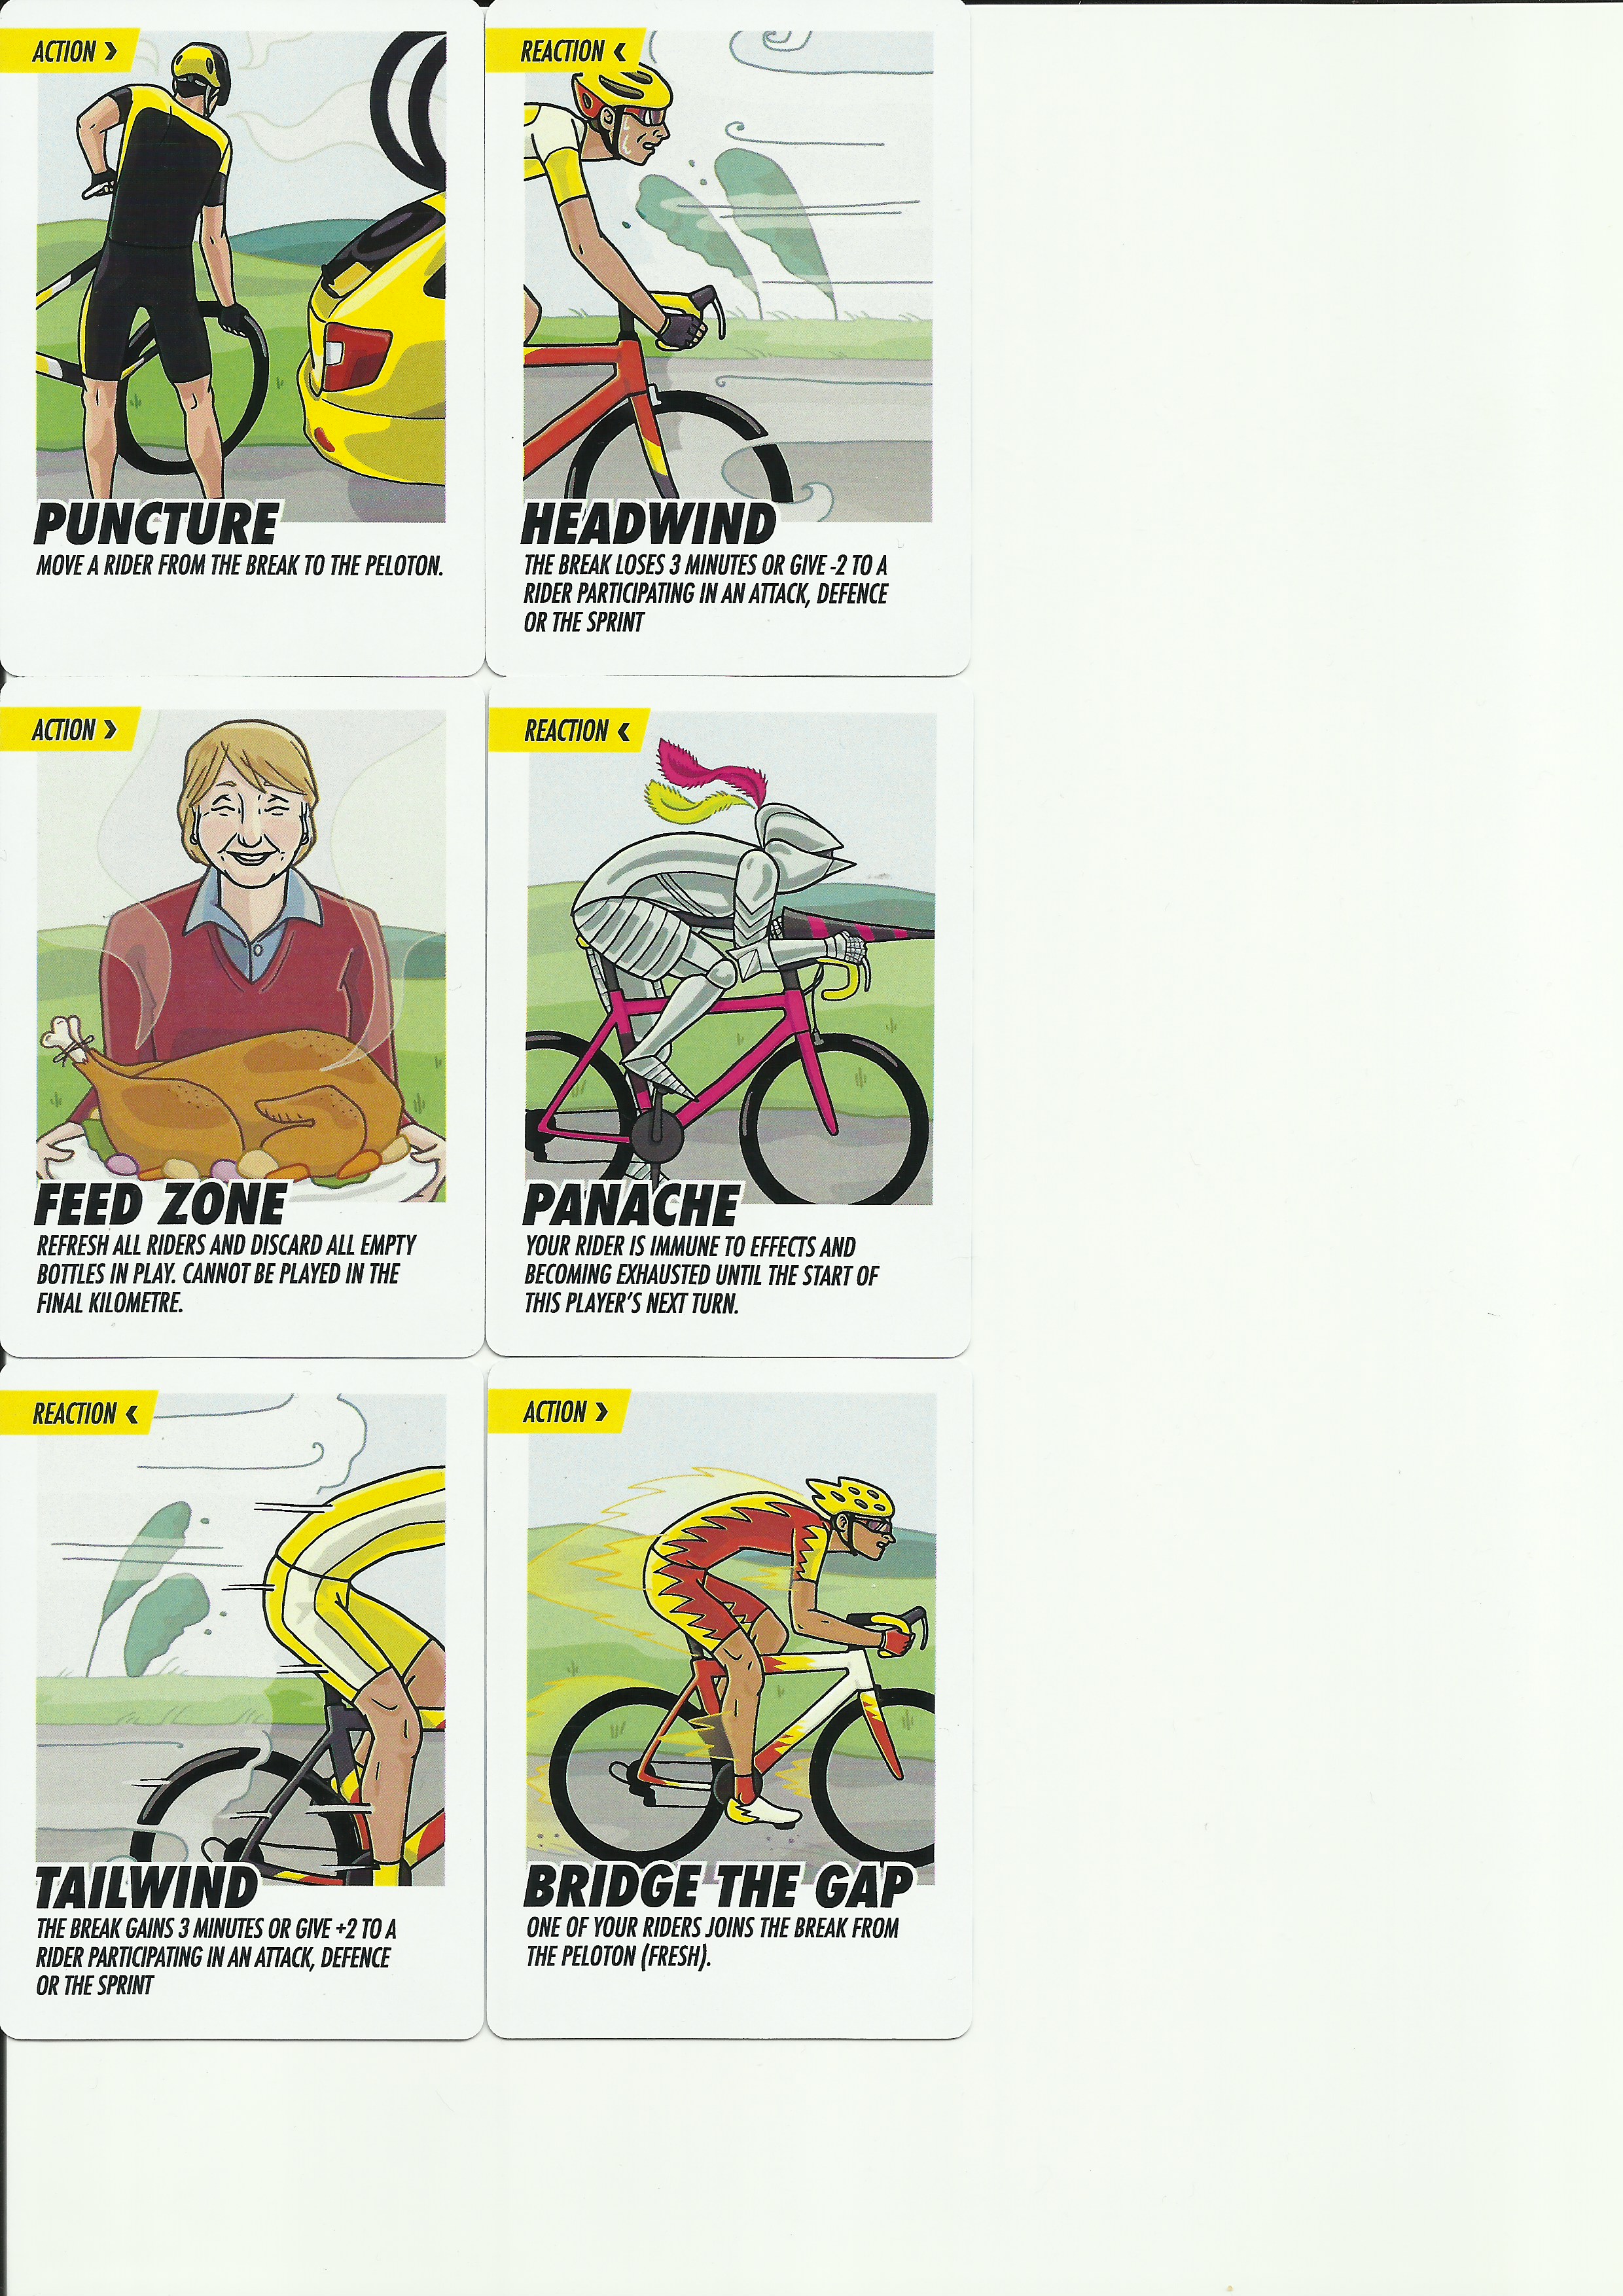 ACTION >
PUNCTURE
MOVE A RIDER FROM THE BREAK TO THE PELOTON.
REACTION <
HEADWIND
THE BREAK LOSES 3 MINUTES OR GIVE -2 TO A
RIDER PARTICIPATING IN AN ATTACK, DEFENCE
OR THE SPRINT
ACTION >
FEED ZONE
REFRESH ALL RIDERS AND DISCARD ALL EMPTY
BOTTLES IN PLAY. CANNOT BE PLAYED IN THE
FINAL KILOMETRE.
REACTION <
PANACHE
YOUR RIDER IS IMMUNE TO EFFECTS AND
BECOMING EXHAUSTED UNTIL THE START OF
THIS PLAYER'S NEXT TURN.
REACTION <
TAILWIND
THE BREAK GAINS 3 MINUTES OR GIVE +2 TO A
RIDER PARTICIPATING IN AN ATTACK, DEFENCE
OR THE SPRINT
ACTION >
BRIDGE THE GAP
ONE OF YOUR RIDERS JOINS THE BREAK FROM
THE PELOTON (FRESH).